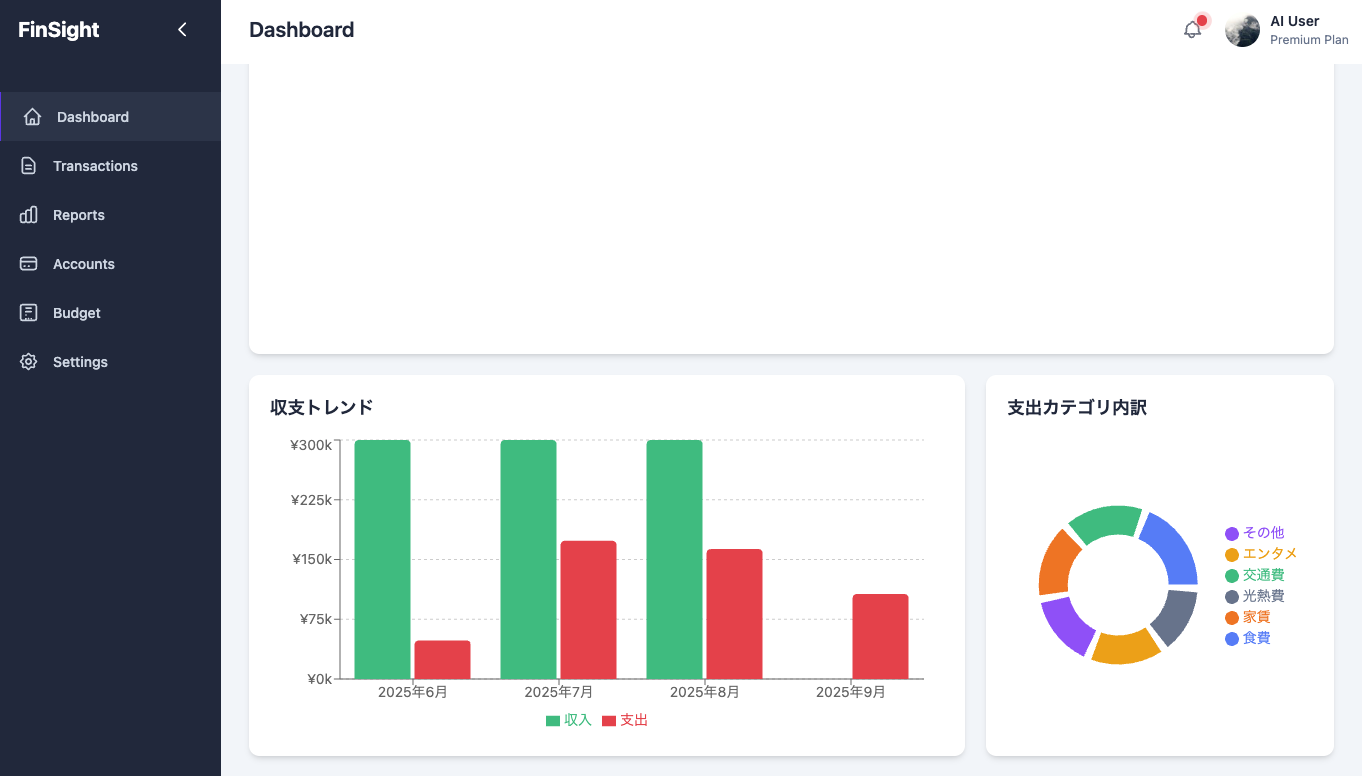 FinSight
Dashboard
AI User
Premium Plan
Dashboard
Transactions
Reports
Accounts
Budget
Settings
収支トレンド
¥300k
¥225k
¥150k
¥75k
¥0k
2025年6月 2025年7月 2025年8月 2025年9月
収入 支出
支出カテゴリ内訳
その他
エンタメ
交通費
光熱費
家賃
食費